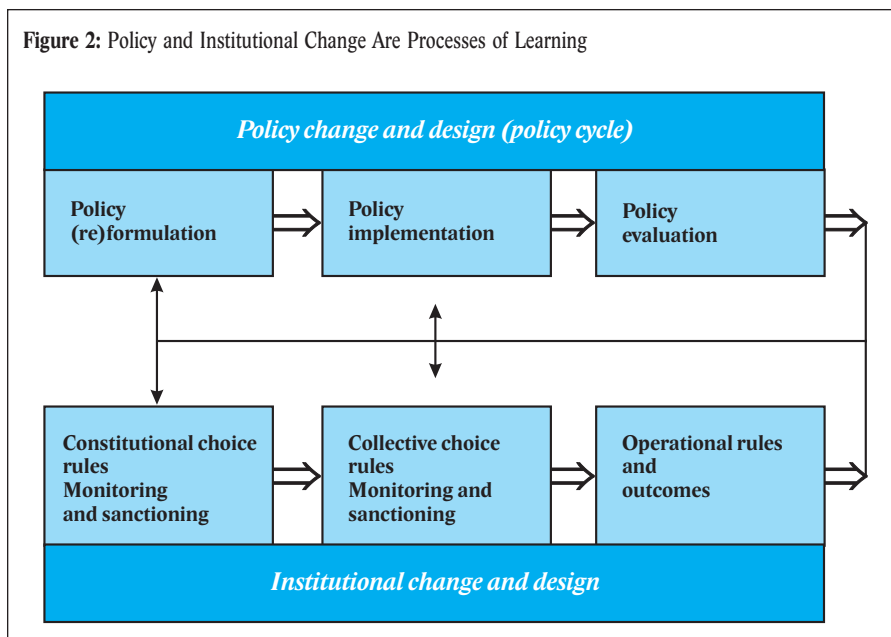 Figure 2: Policy and Institutional Change Are Processes of Learning
Policy change and design (policy cycle)
Policy
(re)formulation
Policy
implementation
Policy
evaluation
Constitutional choice
rules
Monitoring
and sanctioning
Collective choice
rules
Monitoring and
sanctioning
Operational rules
and
outcomes
Institutional change and design